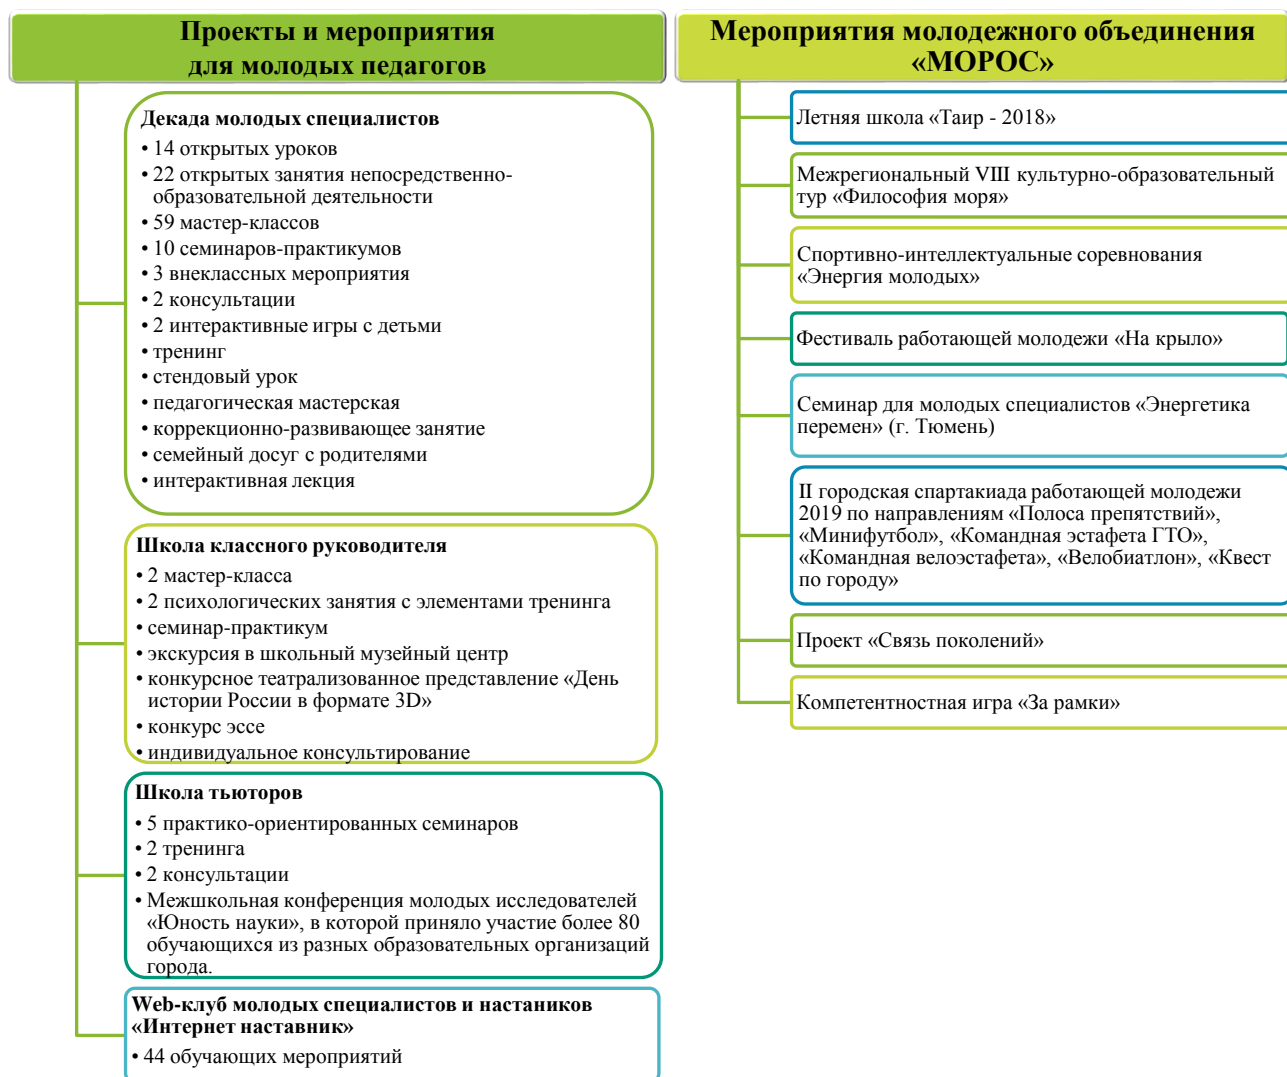 Проекты и мероприятия
для молодых педагогов
Декада молодых специалистов
• 14 открытых уроков
• 22 открытых занятия непосредственно-
образовательной деятельности
• 59 мастер-классов
• 10 семинаров-практикумов
• 3 внеклассных мероприятия
• 2 консультации
• 2 интерактивные игры с детьми
• тренинг
• стендовый урок
• педагогическая мастерская
• коррекционно-развивающее занятие
• семейный досуг с родителями
• интерактивная лекция
Школа классного руководителя
• 2 мастер-класса
• 2 психологических занятия с элементами тренинга
• семинар-практикум
• экскурсия в школьный музейный центр
• конкурсное театрализованное представление «День
истории России в формате 3D»
• конкурс эссе
• индивидуальное консультирование
Школа тьюторов
• 5 практико-ориентированных семинаров
• 2 тренинга
• 2 консультации
• Межшкольная конференция молодых исследователей
«Юность науки», в которой приняло участие более 80
обучающихся из разных образовательных организаций
города.
Web-клуб молодых специалистов и настаников
«Интернет наставник»
• 44 обучающих мероприятий
Мероприятия молодежного объединения
«МОРОС»
Летняя школа «Таир - 2018»
Межрегиональный VIII культурно-образовательный
тур «Философия моря»
Спортивно-интеллектуальные соревнования
«Энергия молодых»
Фестиваль работающей молодежи «На крыло»
Семинар для молодых специалистов «Энергетика
перемен» (г. Тюмень)
II городская спартакиада работающей молодежи
2019 по направлениям «Полоса препятствий»,
«Минифутбол», «Командная эстафета ГТО»,
«Командная велоэстафета», «Велобиатлон», «Квест
по городу»
Проект «Связь поколений»
Компетентностная игра «За рамки»